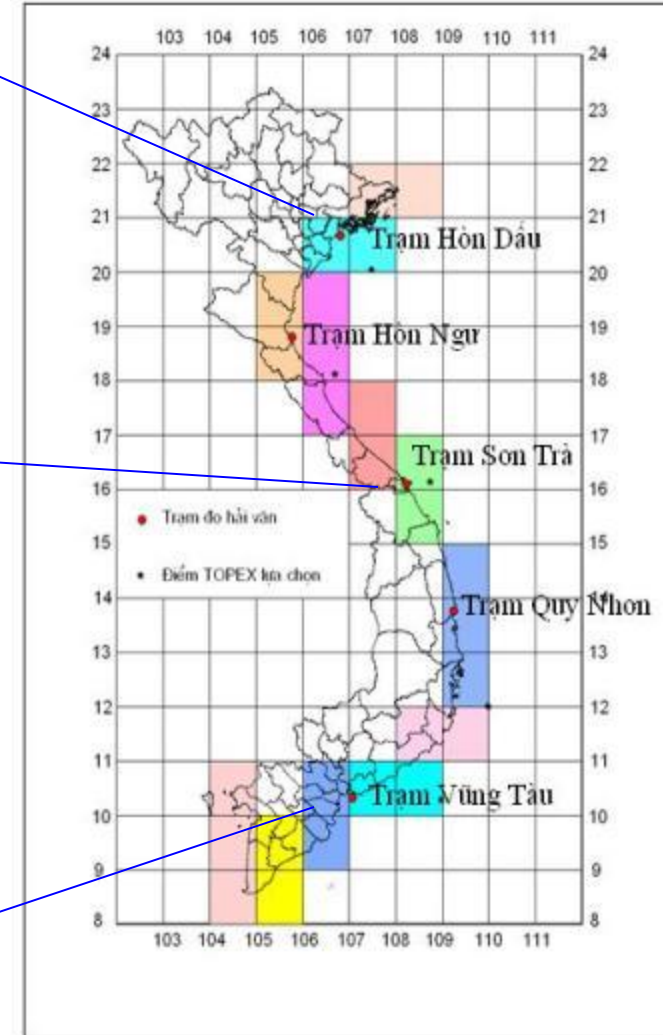 103 104 105 106 107 108 109 110 111
24 24
23 23
22 22
21 21
Trạm Hòn Dấu
20 20
19 Trạm Hòn Ngư 19
18 18
17 17
Trạm Sơn Trà
16 16
Trạm đo hải văn
15 15
Điểm TOPEX lựa chọn
14
Trạm Quy Nhon
13 13
12 12
11 11
Trạm Vũng Tàu
10 10
9 9
8 8
103 104 105 106 107 108 109 110 111